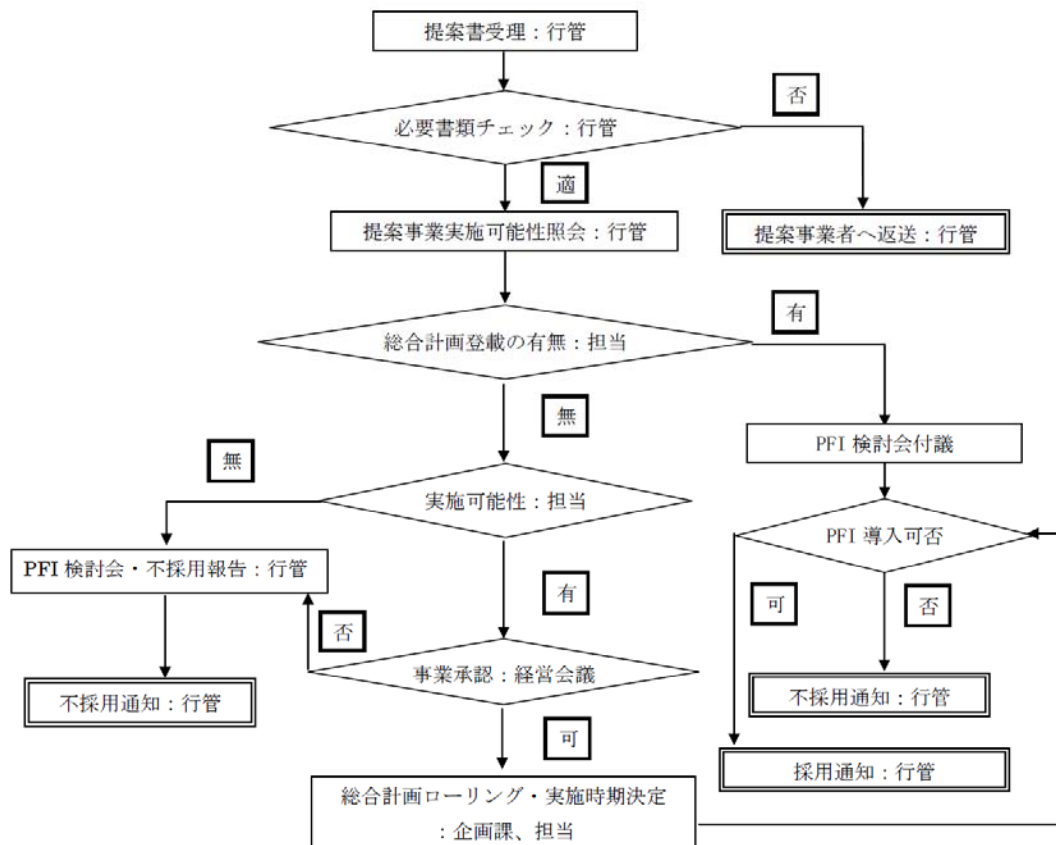 提案書受理：行管
否
必要書類チェック：行管
適
提案事業実施可能性照会：行管
提案事業者へ返送：行管
有
総合計画登載の有無：担当
無
PFI 検討会付議
無
実施可能性：担当
PFI 導入可否
PFI 検討会・不採用報告：行管
有
可
否
否
事業承認：経営会議
不採用通知：行管
不採用通知：行管
可
採用通知：行管
総合計画ローリング・実施時期決定
：企画課、担当